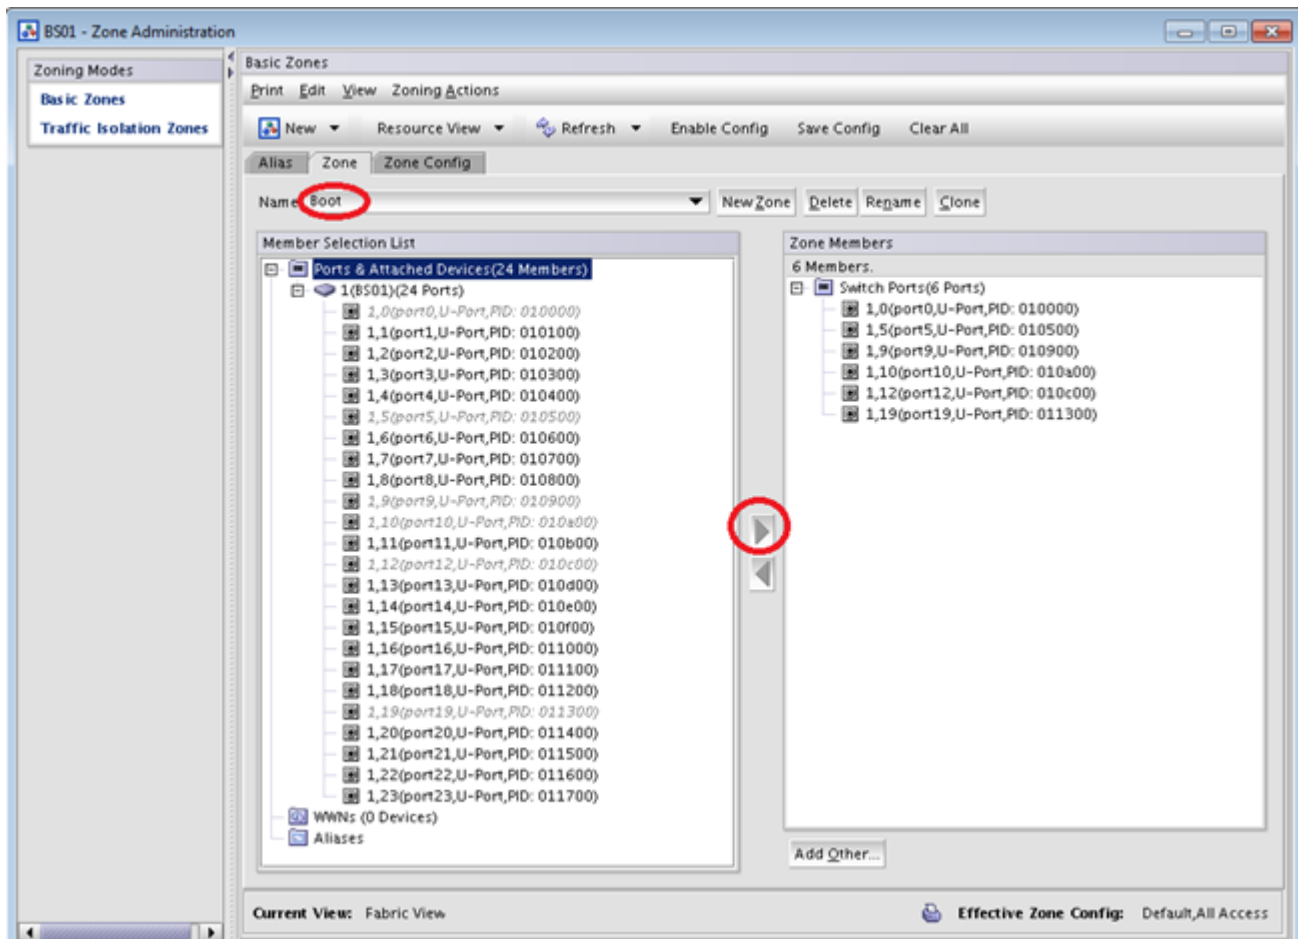 BS01 - Zone Administration
Zoning Modes
Basic Zones
Traffic Isolation Zones
Basic Zones
Print Edit View Zoning Actions
New Resource View Refresh Enable Config Save Config Clear All
Alias Zone Zone Config
Name Boot New Zone Delete Rename Clone
Member Selection List
Ports & Attached Devices(24 Members)
1(BS01)(24 Ports)
1,0(port0,U-Port,PID: 010000)
1,1(port1,U-Port,PID: 010100)
1,2(port2,U-Port,PID: 010200)
1,3(port3,U-Port,PID: 010300)
1,4(port4,U-Port,PID: 010400)
1,5(port5,U-Port,PID: 010500)
1,6(port6,U-Port,PID: 010600)
1,7(port7,U-Port,PID: 010700)
1,8(port8,U-Port,PID: 010800)
1,9(port9,U-Port,PID: 010900)
1,10(port10,U-Port,PID: 010a00)
1,11(port11,U-Port,PID: 010b00)
1,12(port12,U-Port,PID: 010c00)
1,13(port13,U-Port,PID: 010d00)
1,14(port14,U-Port,PID: 010e00)
1,15(port15,U-Port,PID: 010f00)
1,16(port16,U-Port,PID: 011000)
1,17(port17,U-Port,PID: 011100)
1,18(port18,U-Port,PID: 011200)
1,19(port19,U-Port,PID: 011300)
1,20(port20,U-Port,PID: 011400)
1,21(port21,U-Port,PID: 011500)
1,22(port22,U-Port,PID: 011600)
1,23(port23,U-Port,PID: 011700)
WWNs (0 Devices)
Aliases
Zone Members
6 Members.
Switch Ports(6 Ports)
1,0(port0,U-Port,PID: 010000)
1,5(port5,U-Port,PID: 010500)
1,9(port9,U-Port,PID: 010900)
1,10(port10,U-Port,PID: 010a00)
1,12(port12,U-Port,PID: 010c00)
1,19(port19,U-Port,PID: 011300)
Add Other...
Current View: Fabric View Effective Zone Config: Default,All Access